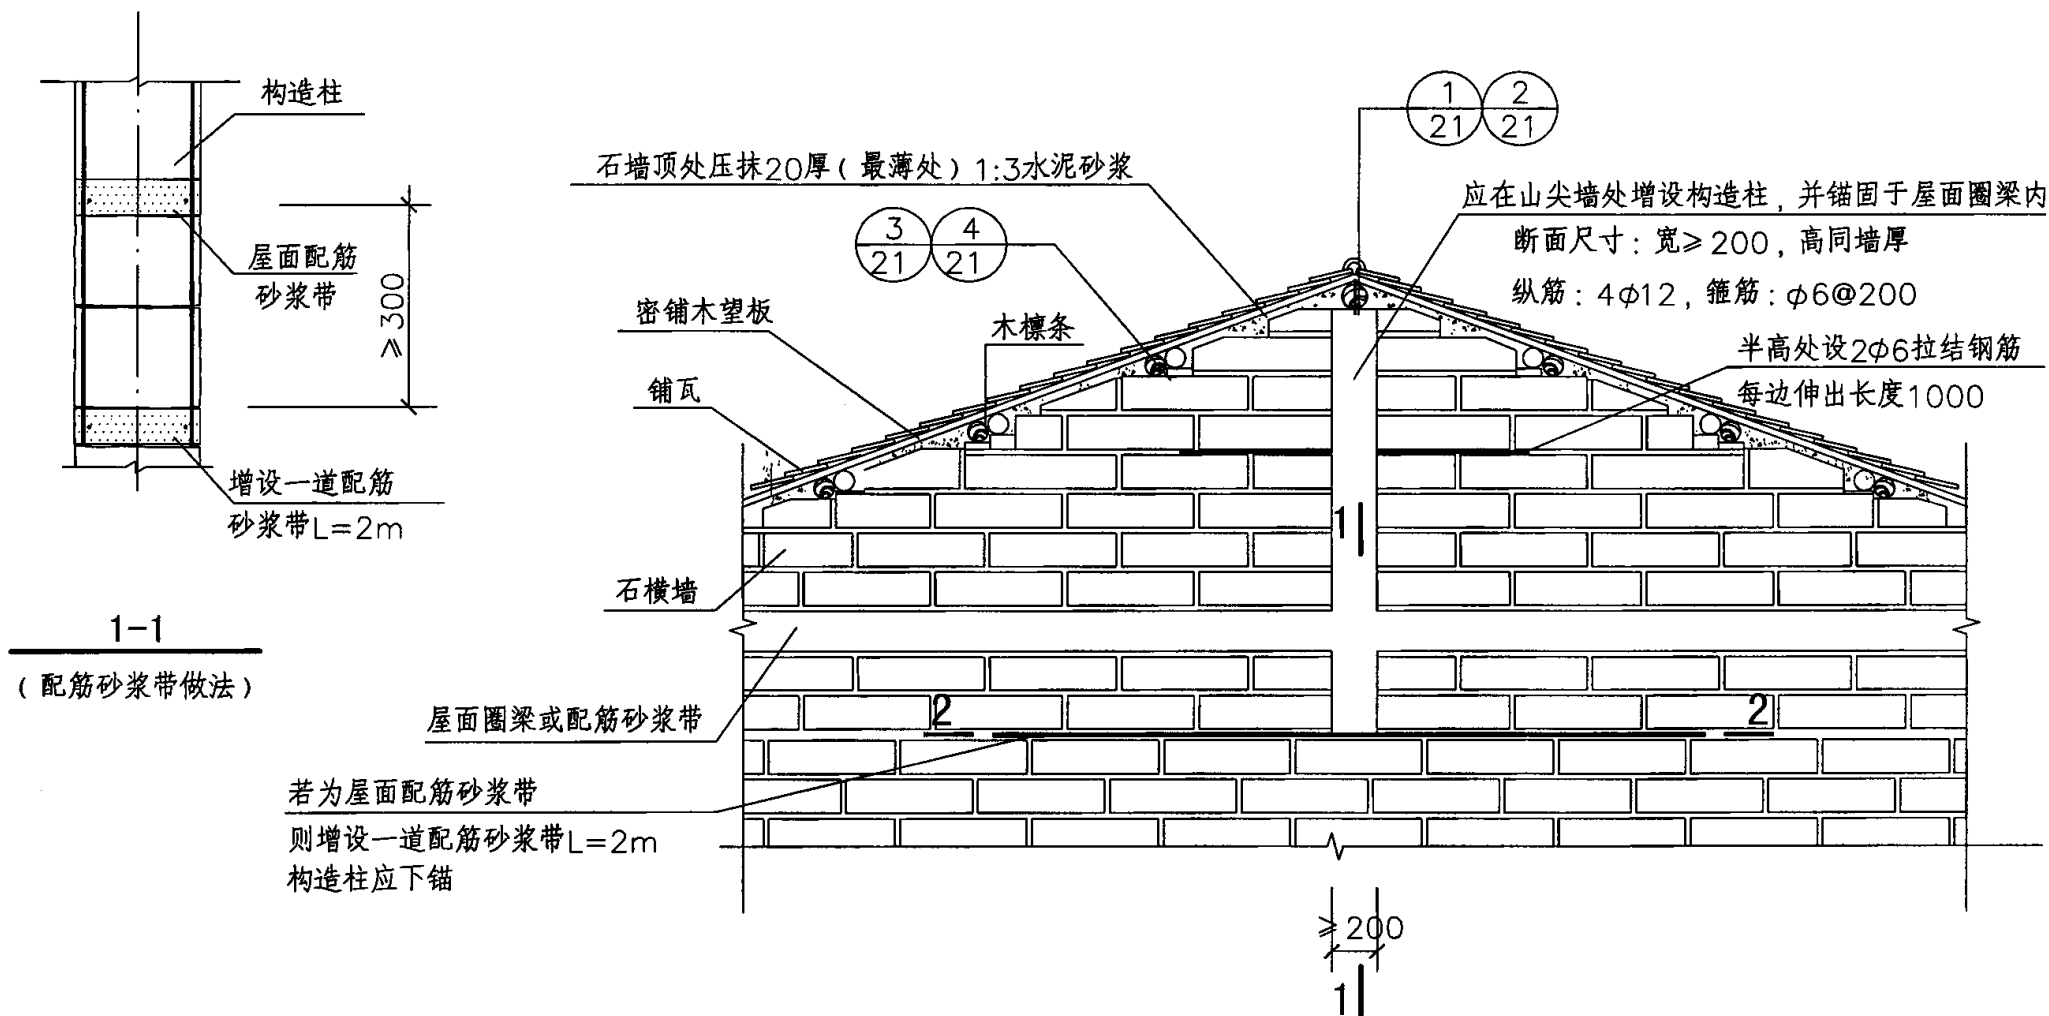 构造柱
屋面配筋
砂浆带
≥300
增设一道配筋
砂浆带L=2m
1-1
(配筋砂浆带做法)
1
21
2
21
石墙顶处压抹20厚(最薄处)1:3水泥砂浆
3
21
4
21
应在山尖墙处增设构造柱,并锚固于屋面圈梁内
断面尺寸:宽≥200,高同墙厚
纵筋:4φ12,箍筋:φ6@200
密铺木望板
木檩条
半高处设2φ6拉结钢筋
每边伸出长度1000
铺瓦
1
石横墙
屋面圈梁或配筋砂浆带
2
2
若为屋面配筋砂浆带
则增设一道配筋砂浆带L=2m
构造柱应下锚
≥200
1